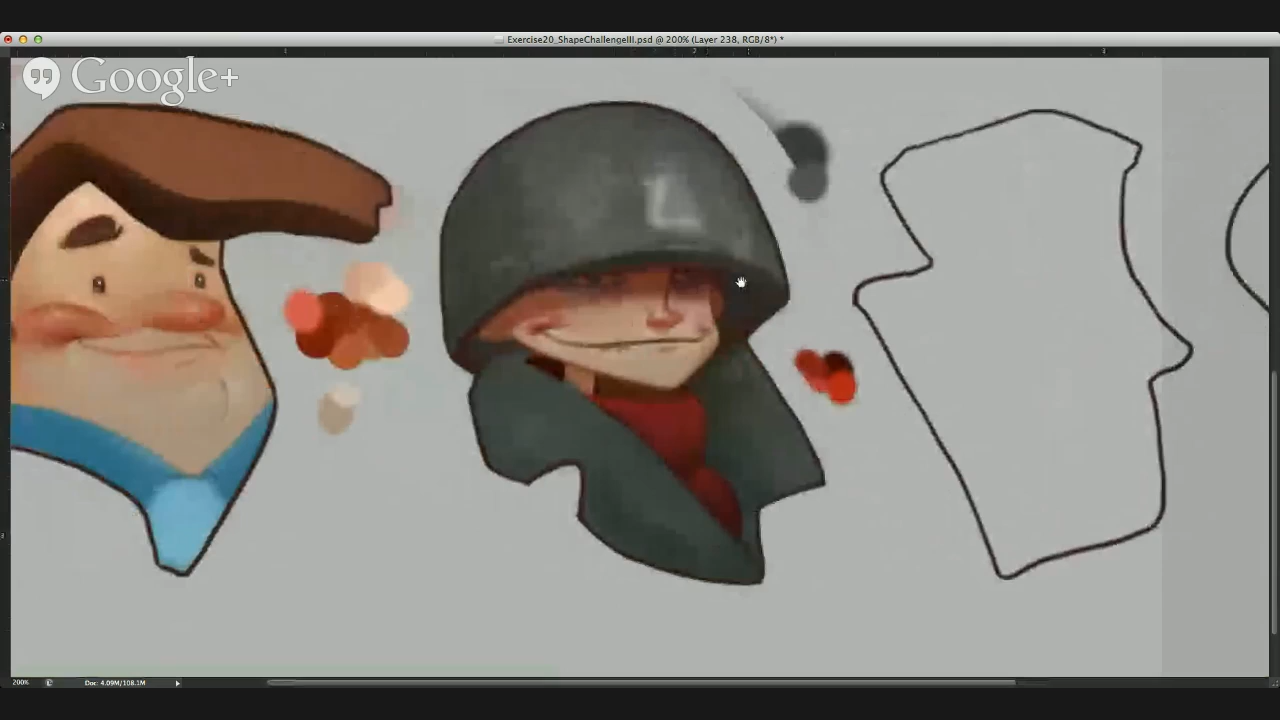 Exercise20_ShapeChallengeIII.psd @ 200% (Layer 238, RGB/8*) *
Google+
L
200%
Doc: 4.09M/108.1M